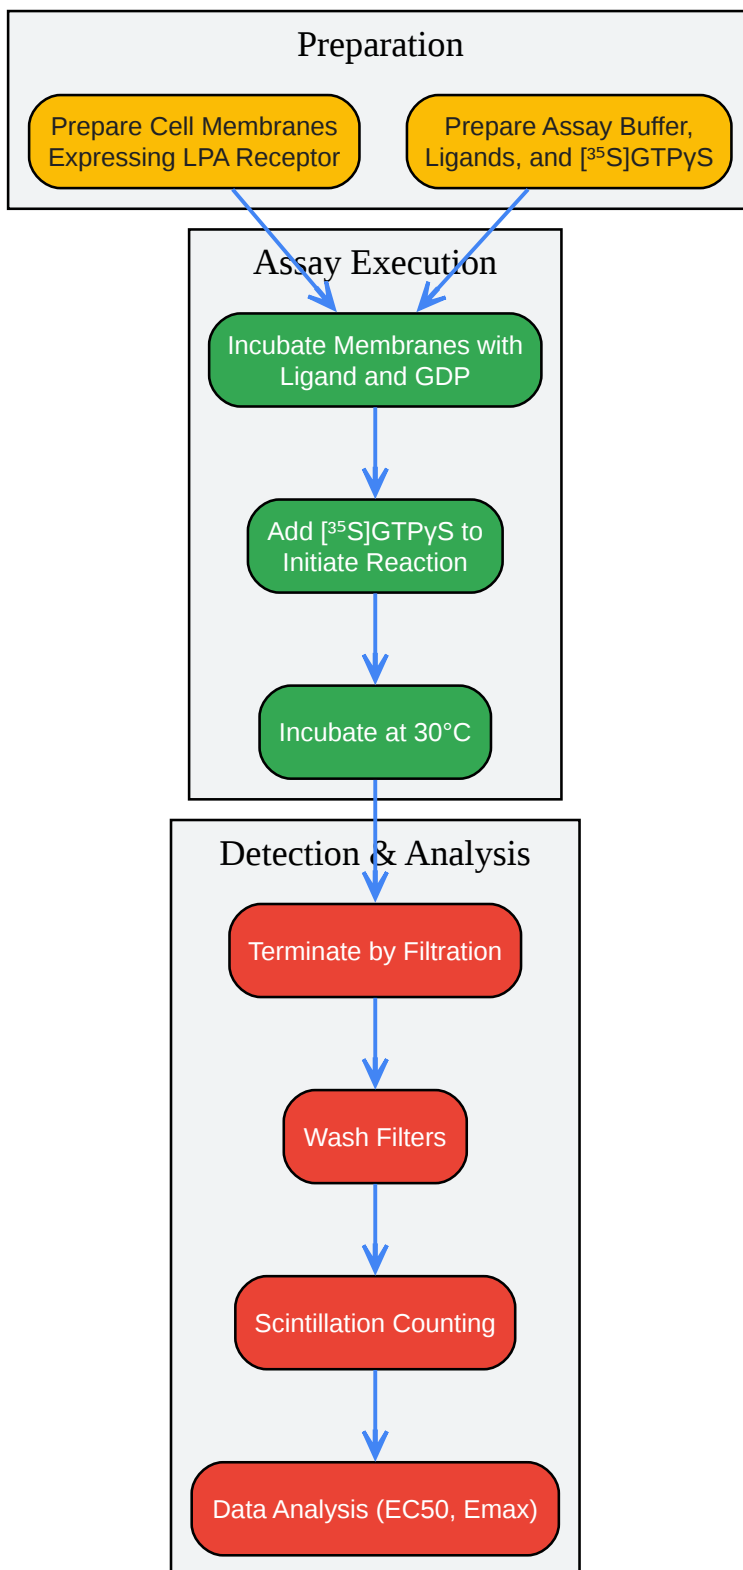 Preparation
Prepare Cell Membranes
Expressing LPA Receptor
Prepare Assay Buffer,
Ligands, and [³⁵S]GTPγS
Assay Execution
Incubate Membranes with
Ligand and GDP
Add [³⁵S]GTPγS to
Initiate Reaction
Incubate at 30°C
Detection & Analysis
Terminate by Filtration
Wash Filters
Scintillation Counting
Data Analysis (EC50, Emax)